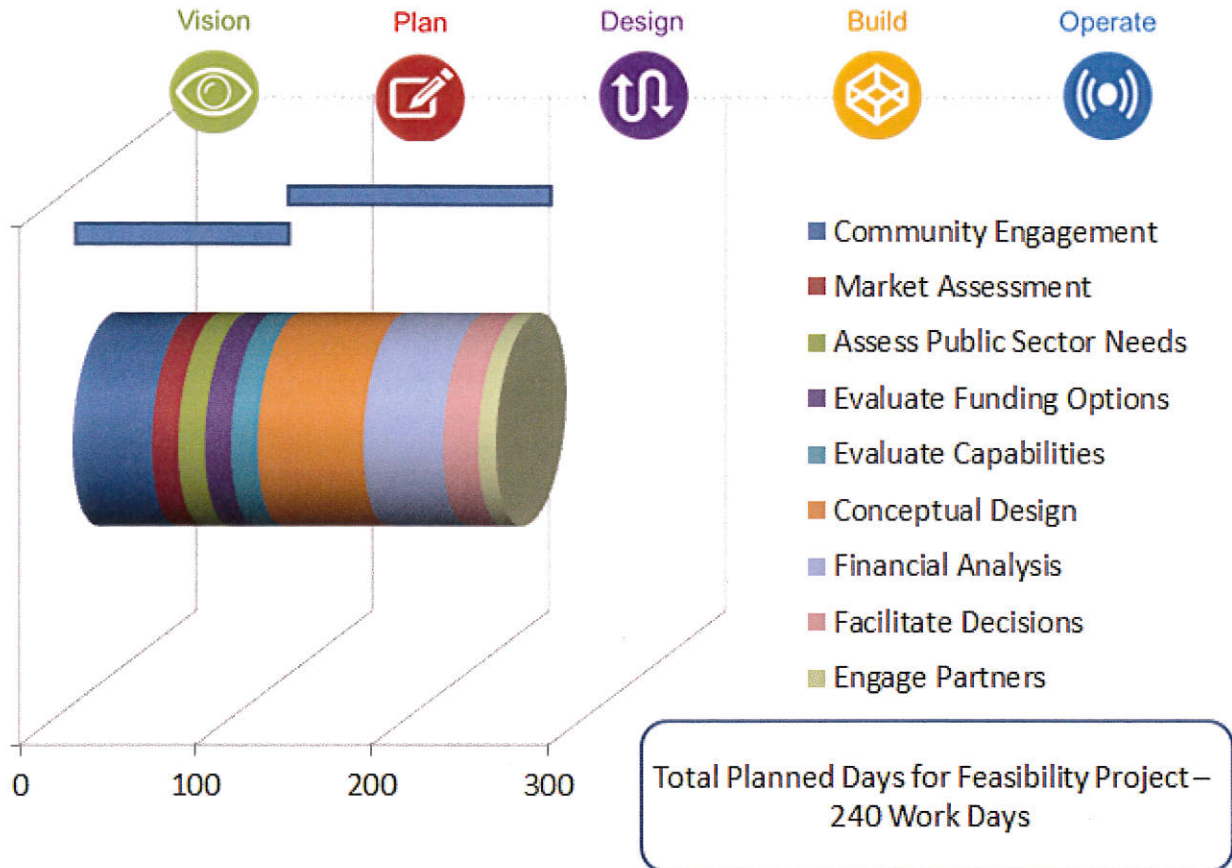 Vision
Plan
Design
Build
Operate
Community Engagement
Market Assessment
Assess Public Sector Needs
Evaluate Funding Options
Evaluate Capabilities
Conceptual Design
Financial Analysis
Facilitate Decisions
Engage Partners
0
100
200
300
Total Planned Days for Feasibility Project –
240 Work Days